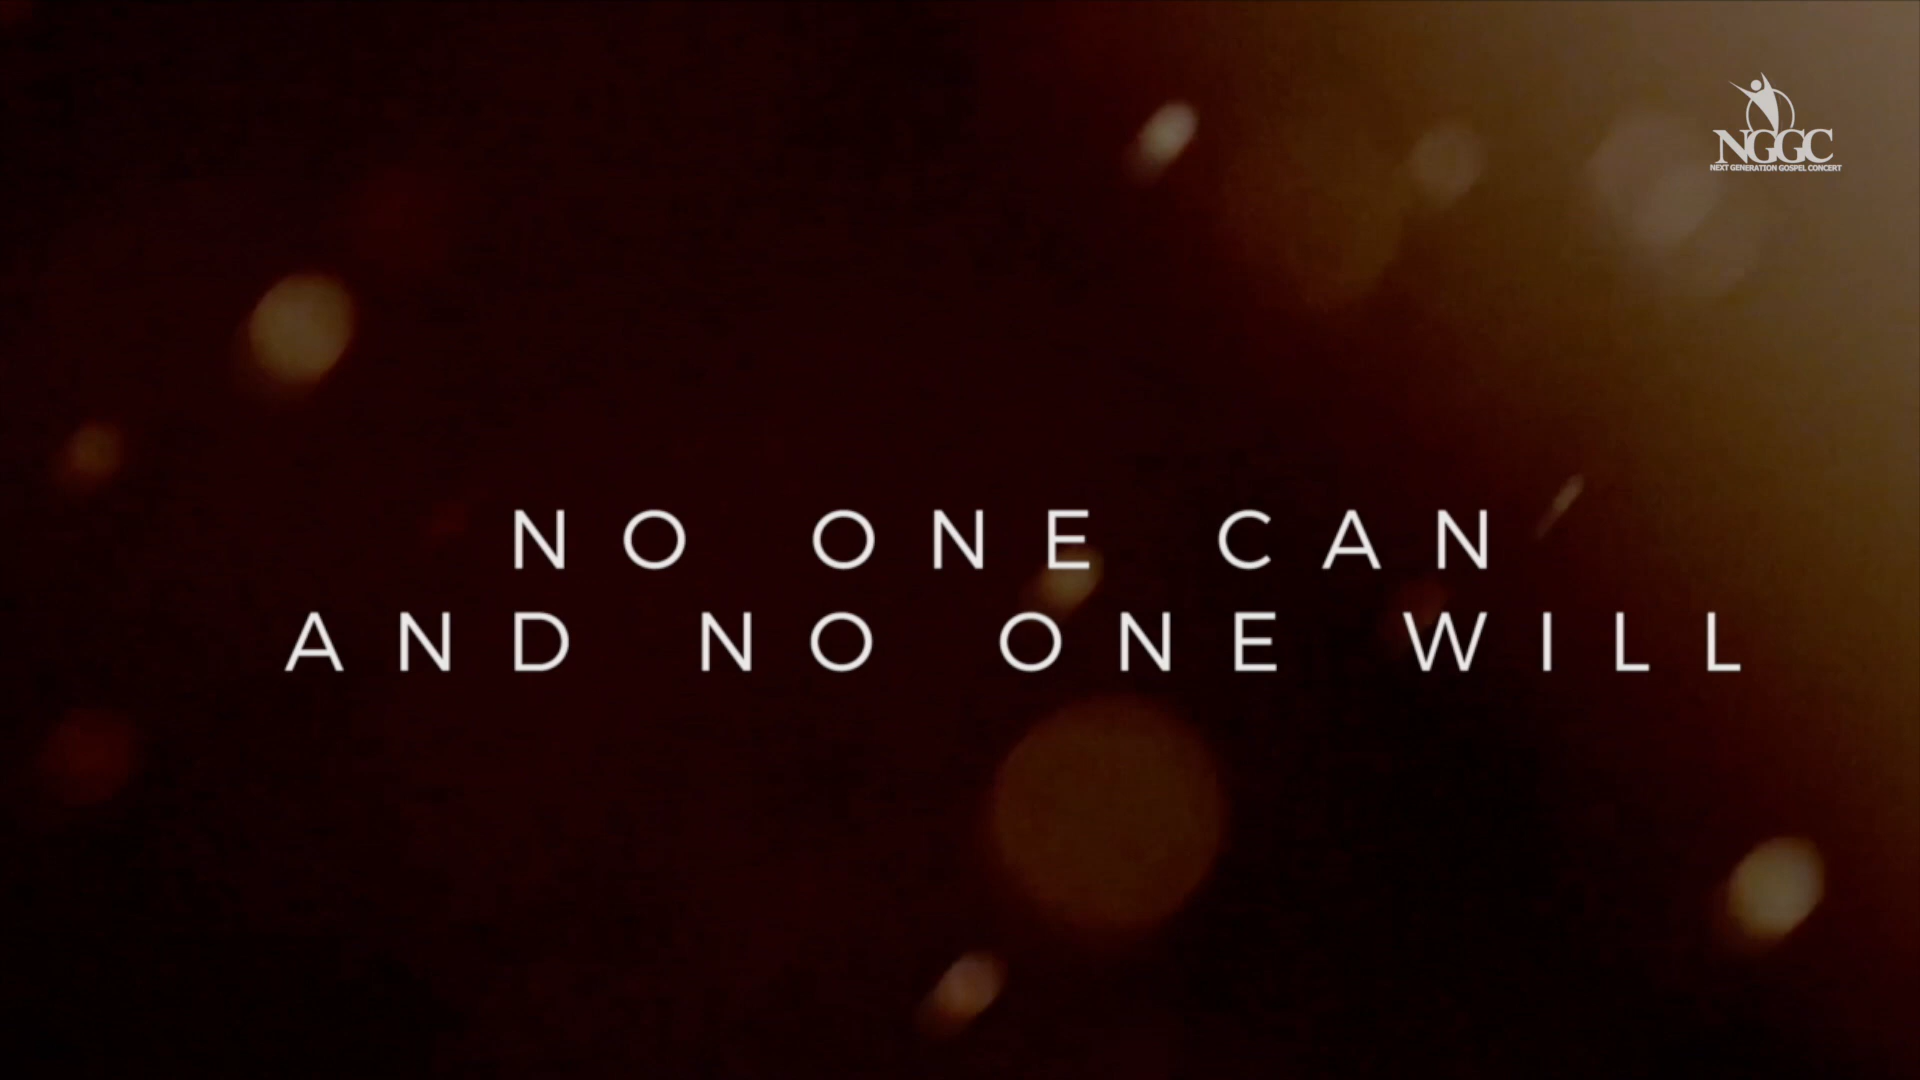 NGGC
NEXT GENERATION GOSPEL CONCERT
NO ONE CAN
AND NO ONE WILL